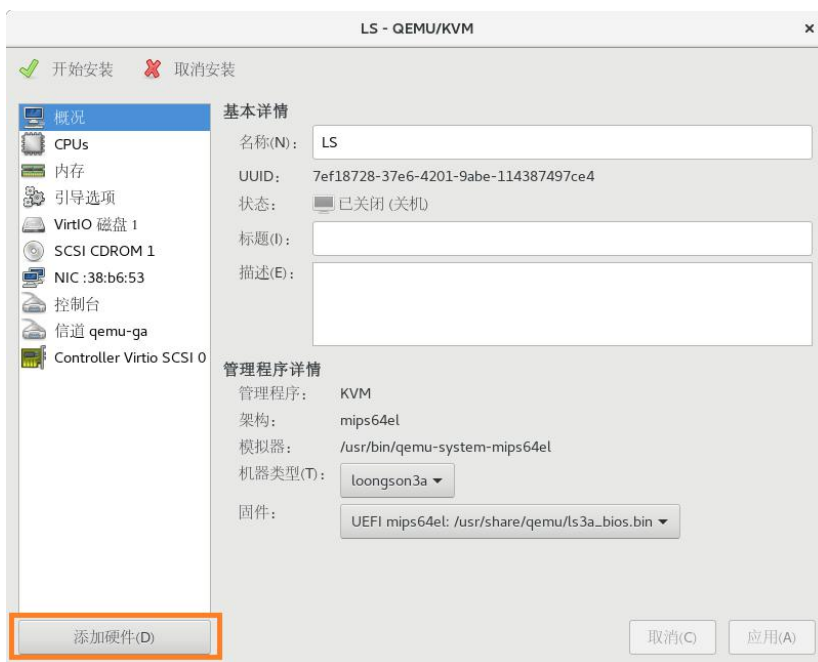 LS - QEMU/KVM ×
开始安装 取消安装
概况
CPUs
内存
引导选项
VirtIO 磁盘 1
SCSI CDROM 1
NIC :38:b6:53
控制台
信道 qemu-ga
Controller Virtio SCSI 0
添加硬件(D)
基本详情
名称(N): LS
UUID: 7ef18728-37e6-4201-9abe-114387497ce4
状态: 已关闭 (关机)
标题(I):
描述(E):
管理程序详情
管理程序: KVM
架构: mips64el
模拟器: /usr/bin/qemu-system-mips64el
机器类型(T): loongson3a
固件: UEFI mips64el: /usr/share/qemu/ls3a_bios.bin
取消(C) 应用(A)